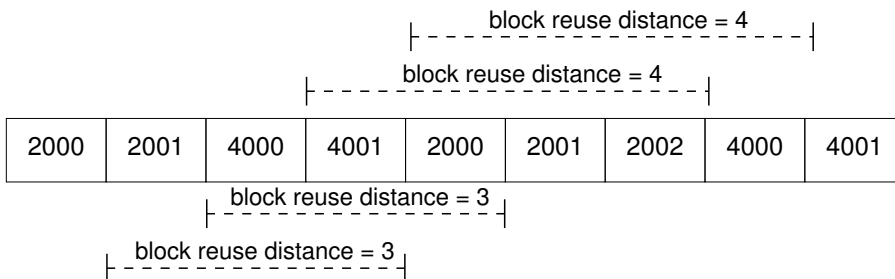 block reuse distance = 4
block reuse distance = 4
2000 2001 4000 4001 2000 2001 2002 4000 4001
block reuse distance = 3
block reuse distance = 3